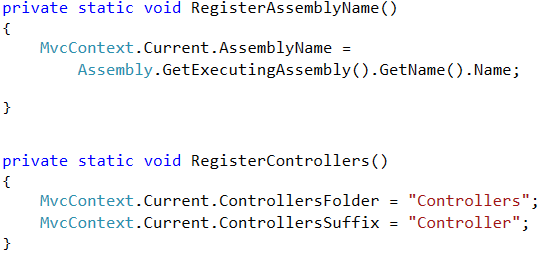 private static void RegisterAssemblyName()
{
    MvcContext.Current.AssemblyName =
        Assembly.GetExecutingAssembly().GetName().Name;
}
private static void RegisterControllers()
{
    MvcContext.Current.ControllersFolder = "Controllers";
    MvcContext.Current.ControllersSuffix = "Controller";
}